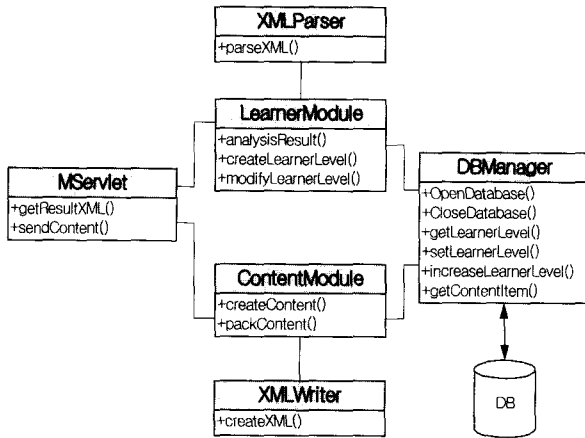 XMLParser
+parseXML()
LearnerModule
+analysisResult()
+createLearnerLevel()
+modifyLearnerLevel()
MServlet
+getResultXML()
+sendContent()
DBManager
+OpenDatabase()
+CloseDatabase()
+getLearnerLevel()
+setLearnerLevel()
+increaseLearnerLevel()
+getContentItem()
ContentModule
+createContent()
+packContent()
XMLWriter
+createXML()
DB